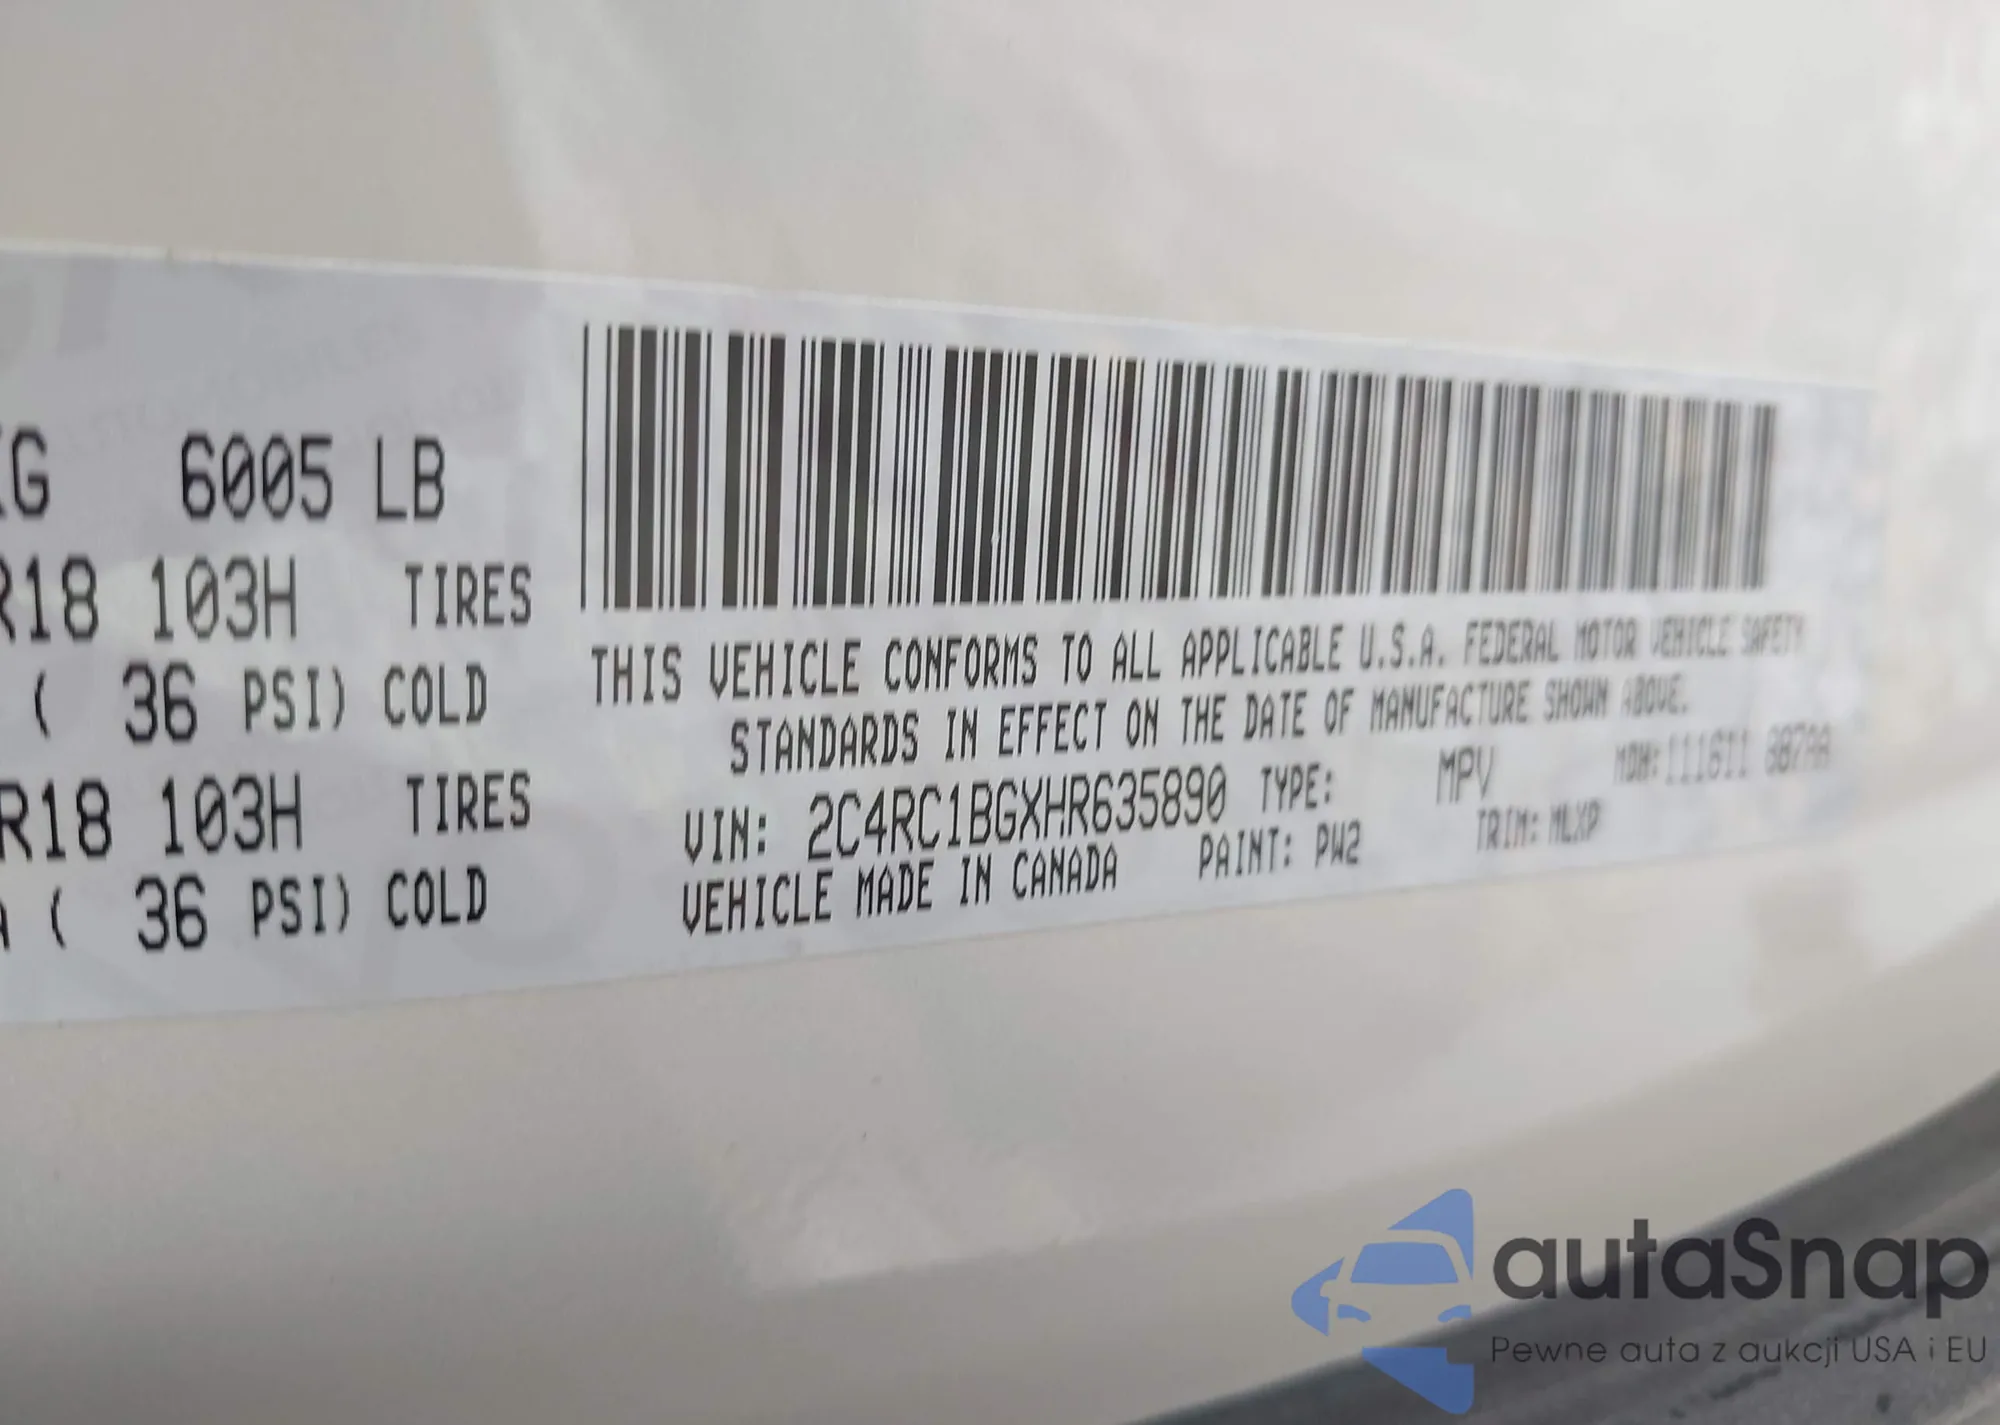 6005 LB
R18 103H TIRES
( 36 PSI) COLD
R18 103H TIRES
( 36 PSI) COLD
THIS VEHICLE CONFORMS TO ALL APPLICABLE U.S.A. FEDERAL MOTOR VEHICLE SAFETY
STANDARDS IN EFFECT ON THE DATE OF MANUFACTURE SHOWN ABOVE.
VIN: 2C4RC1BGXHR635890 TYPE: MPV MDH: 111611
VEHICLE MADE IN CANADA PAINT: PW2 TRIM: MLXP
autaSnap
Pewne auta z aukcji USA i EU